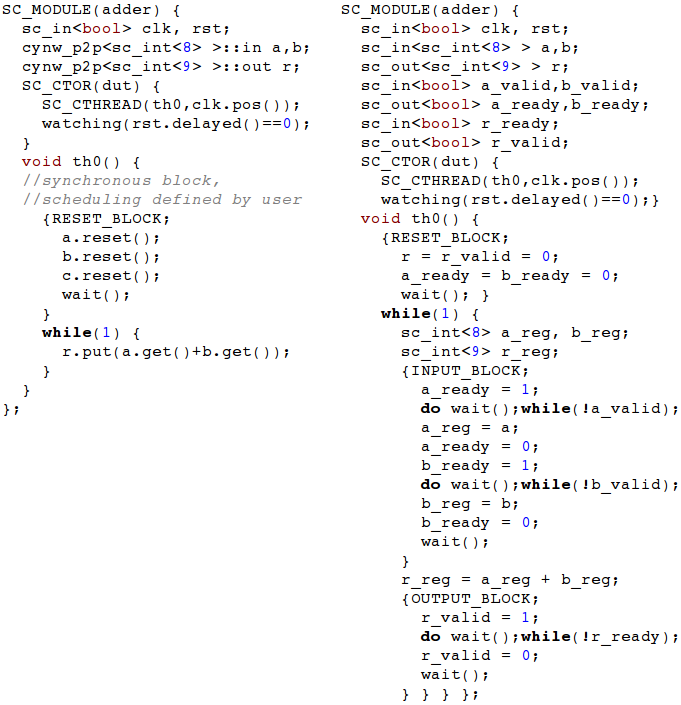 SC_MODULE(adder) {
  sc_in<bool> clk, rst;
  cynw_p2p<sc_int<8> >::in a,b;
  cynw_p2p<sc_int<9> >::out r;
  SC_CTOR(dut) {
    SC_CTHREAD(th0,clk.pos());
    watching(rst.delayed()==0);
  }
  void th0() {
  //synchronous block,
  //scheduling defined by user
    {RESET_BLOCK;
      a.reset();
      b.reset();
      c.reset();
      wait();
    }
    while(1) {
      r.put(a.get()+b.get());
    }
  }
};
SC_MODULE(adder) {
  sc_in<bool> clk, rst;
  sc_in<sc_int<8> > a,b;
  sc_out<sc_int<9> > r;
  sc_in<bool> a_valid,b_valid;
  sc_out<bool> a_ready,b_ready;
  sc_in<bool> r_ready;
  sc_out<bool> r_valid;
  SC_CTOR(dut) {
    SC_CTHREAD(th0,clk.pos());
    watching(rst.delayed()==0);}
  void th0() {
    {RESET_BLOCK;
      r = r_valid = 0;
      a_ready = b_ready = 0;
      wait(); }
    while(1) {
      sc_int<8> a_reg, b_reg;
      sc_int<9> r_reg;
      {INPUT_BLOCK;
        a_ready = 1;
        do wait();while(!a_valid);
        a_reg = a;
        a_ready = 0;
        b_ready = 1;
        do wait();while(!b_valid);
        b_reg = b;
        b_ready = 0;
        wait();
      }
      r_reg = a_reg + b_reg;
      {OUTPUT_BLOCK;
        r_valid = 1;
        do wait();while(!r_ready);
        r_valid = 0;
        wait();
      } } } };